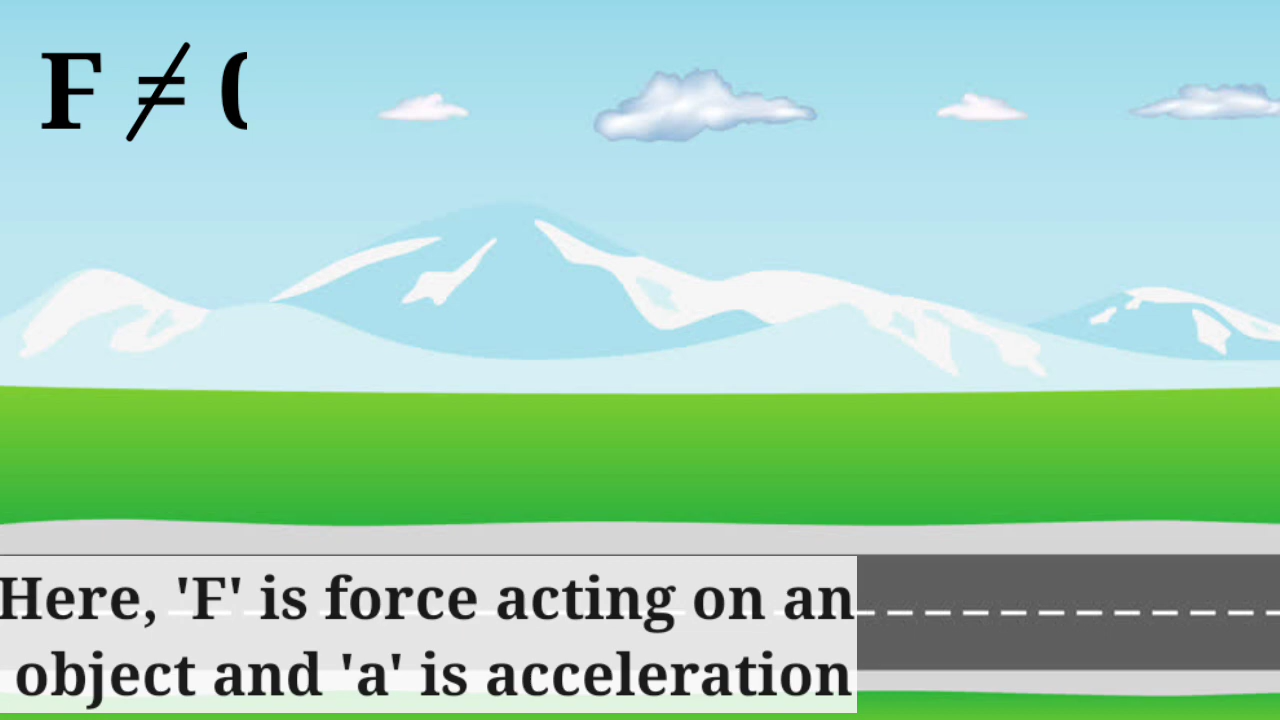 F ≠
Here, 'F' is force acting on an
object and 'a' is acceleration